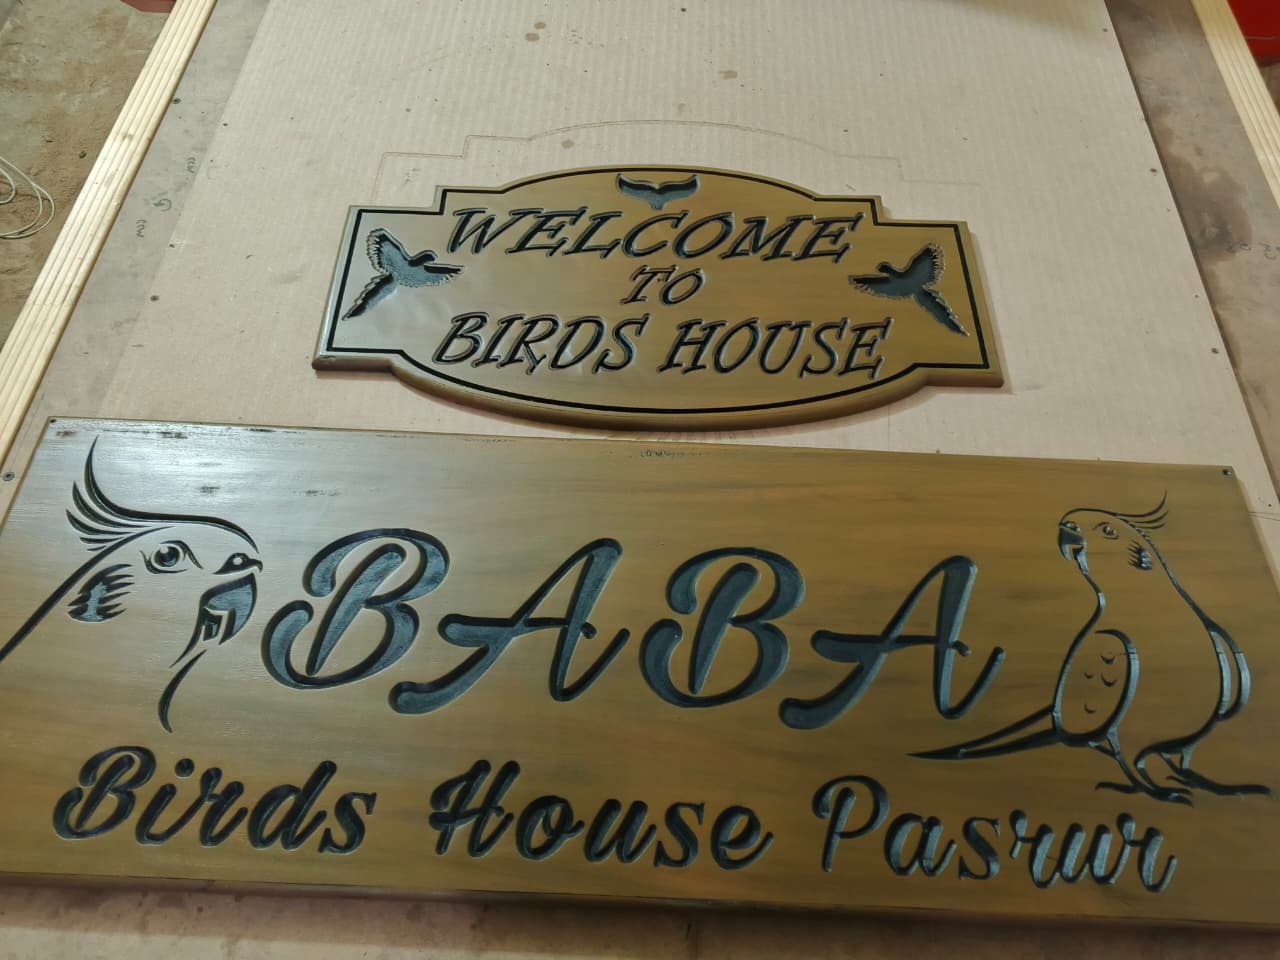 WELCOME
TO
BIRDS HOUSE
BABA
Birds House Pasrur